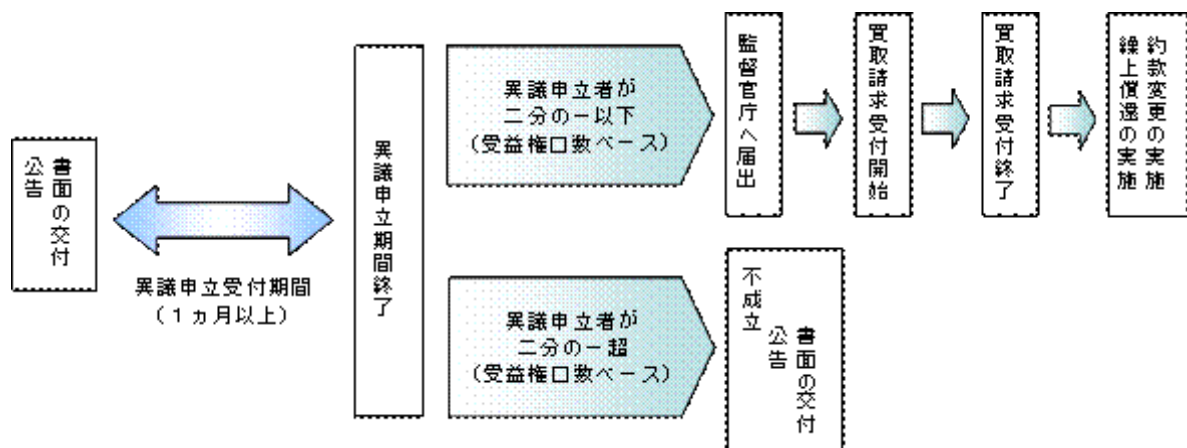 公告
書面の交付
異議申立受付期間
（１ヵ月以上）
異議申立期間終了
異議申立者が
二分の一以下
（受益権口数ベース）
監督官庁へ届出
買取請求受付開始
買取請求受付終了
約款変更の実施
繰上償還の実施
異議申立者が
二分の一超
（受益権口数ベース）
不成立
公告
書面の交付